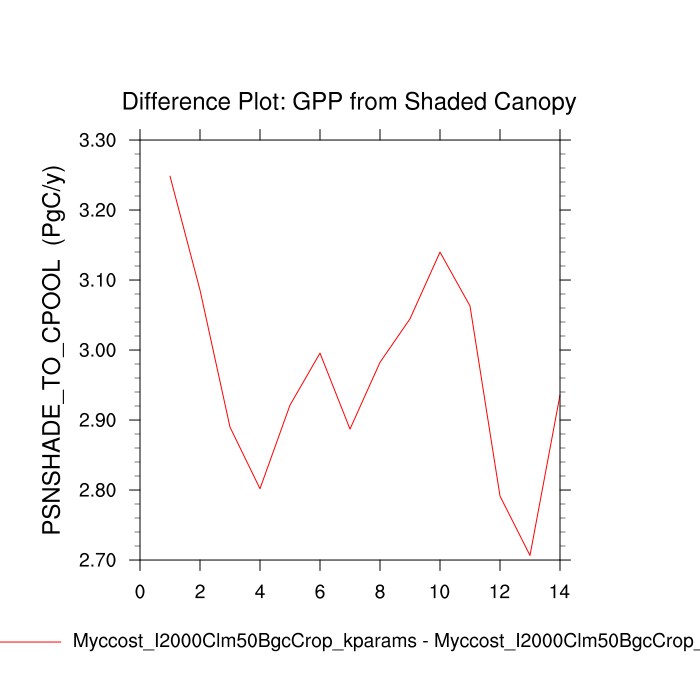 Difference Plot: GPP from Shaded Canopy
PSNSHADE_TO_CPOOL (PgC/y)
3.30
3.20
3.10
3.00
2.90
2.80
2.70
0 2 4 6 8 10 12 14
Myccost_I2000Clm50BgcCrop_kparams - Myccost_I2000Clm50BgcCrop_